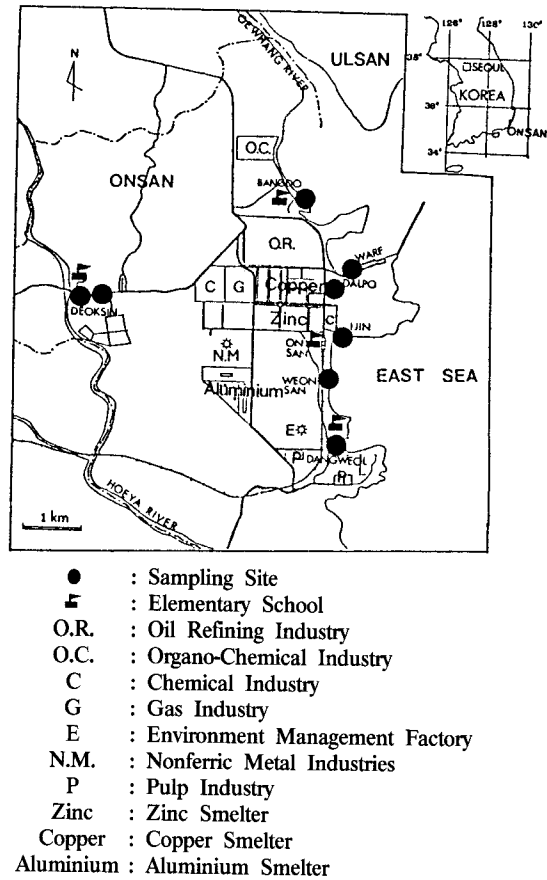 126° 128° 130°
38°
SEOUL
KOREA
36°
ONSAN
34°
N
OEWHANG RIVER
ULSAN
O.C.
ONSAN
BANGDO
O.R.
WARF
C G Copper DALPO
DEOKSIN
Zinc C IJIN
ON
SAN
N.M
WEON
SAN
EAST SEA
Aluminium
E
P DANGWEOL
P
HOEYA RIVER
1 km
: Sampling Site
: Elementary School
O.R. : Oil Refining Industry
O.C. : Organo-Chemical Industry
C : Chemical Industry
G : Gas Industry
E : Environment Management Factory
N.M. : Nonferric Metal Industries
P : Pulp Industry
Zinc : Zinc Smelter
Copper : Copper Smelter
Aluminium : Aluminium Smelter